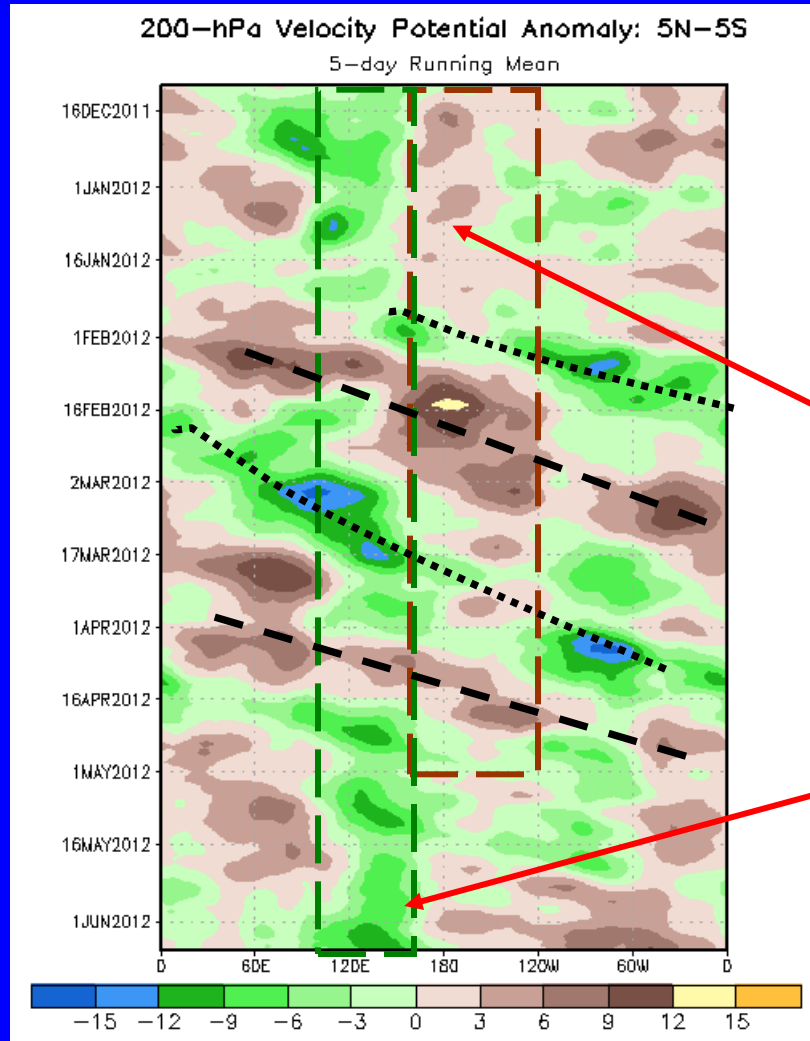 200-hPa Velocity Potential Anomaly: 5N-5S
5-day Running Mean
16DEC2011
1JAN2012
16JAN2012
1FEB2012
16FEB2012
2MAR2012
17MAR2012
1APR2012
16APR2012
1MAY2012
16MAY2012
1JUN2012
0 60E 120E 180 120W 60W 0
-15 -12 -9 -6 -3 0 3 6 9 12 15